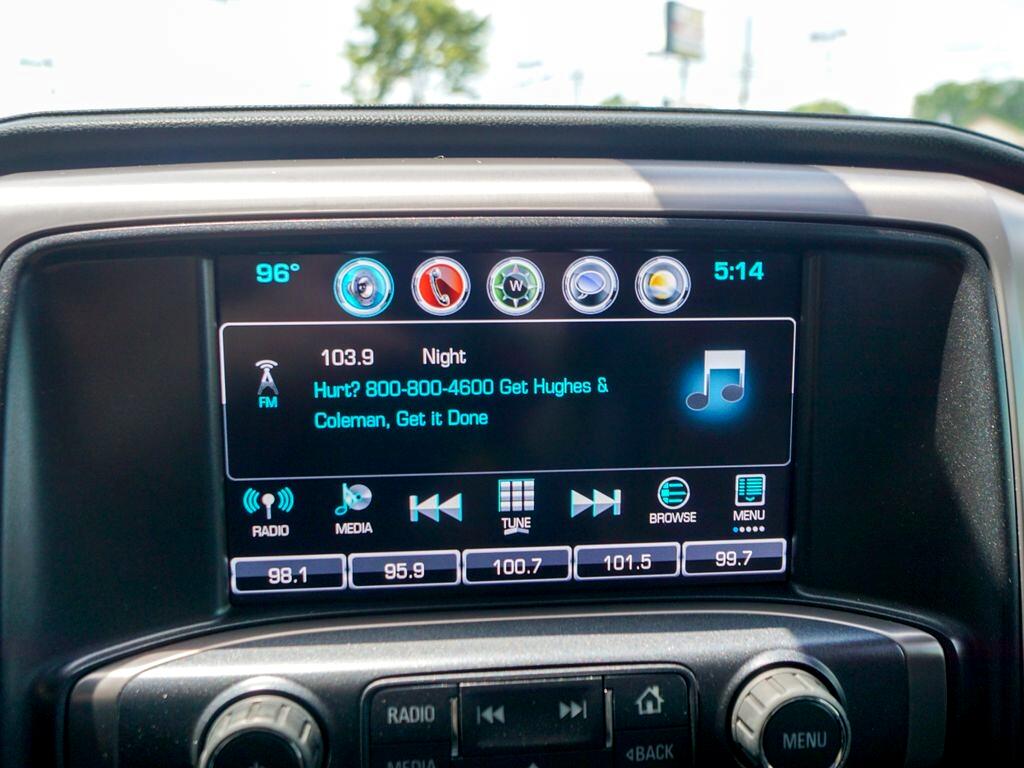 96° W 5:14
103.9 Night
FM
Hurt? 800-800-4600 Get Hughes &
Coleman, Get it Done
RADIO MEDIA TUNE BROWSE MENU
98.1 95.9 100.7 101.5 99.7
RADIO
MENU
MEDIA BACK